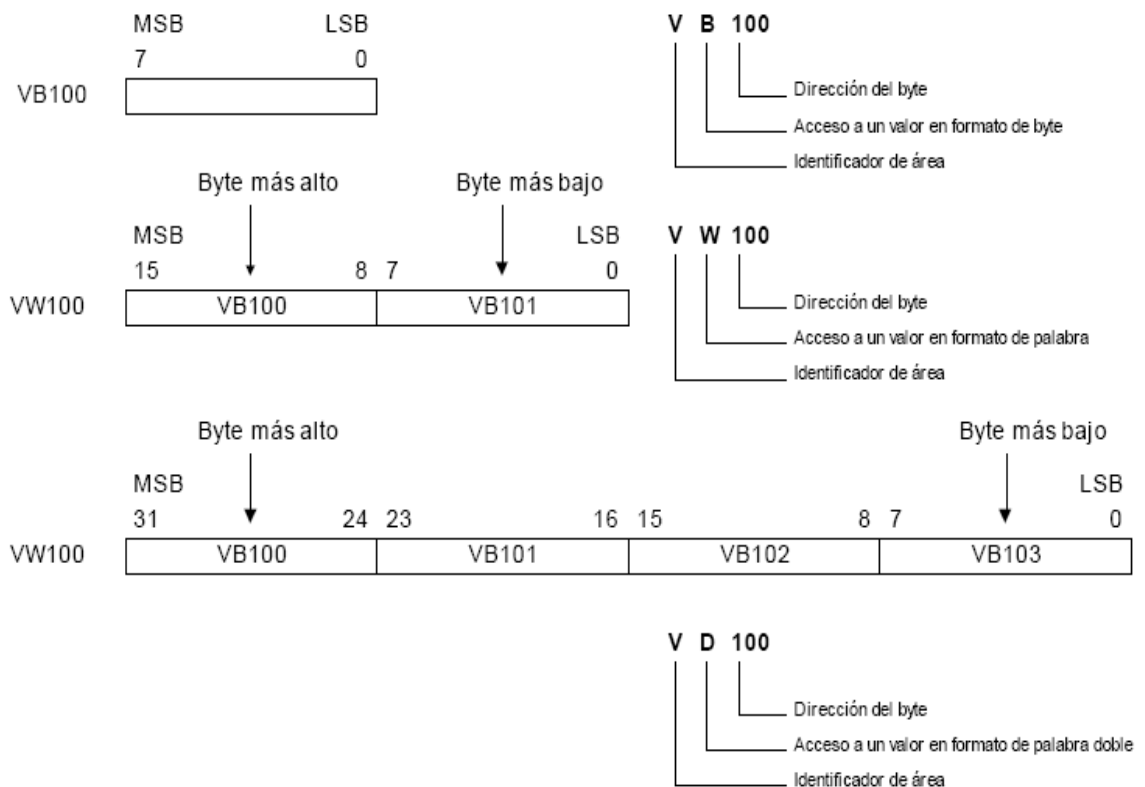 MSB LSB
7 0
VB100
V B 100
Dirección del byte
Acceso a un valor en formato de byte
Identificador de área
Byte más alto Byte más bajo
MSB LSB
15 8 7 0
VW100 VB100 VB101
V W 100
Dirección del byte
Acceso a un valor en formato de palabra
Identificador de área
Byte más alto Byte más bajo
MSB LSB
31 24 23 16 15 8 7 0
VW100 VB100 VB101 VB102 VB103
V D 100
Dirección del byte
Acceso a un valor en formato de palabra doble
Identificador de área